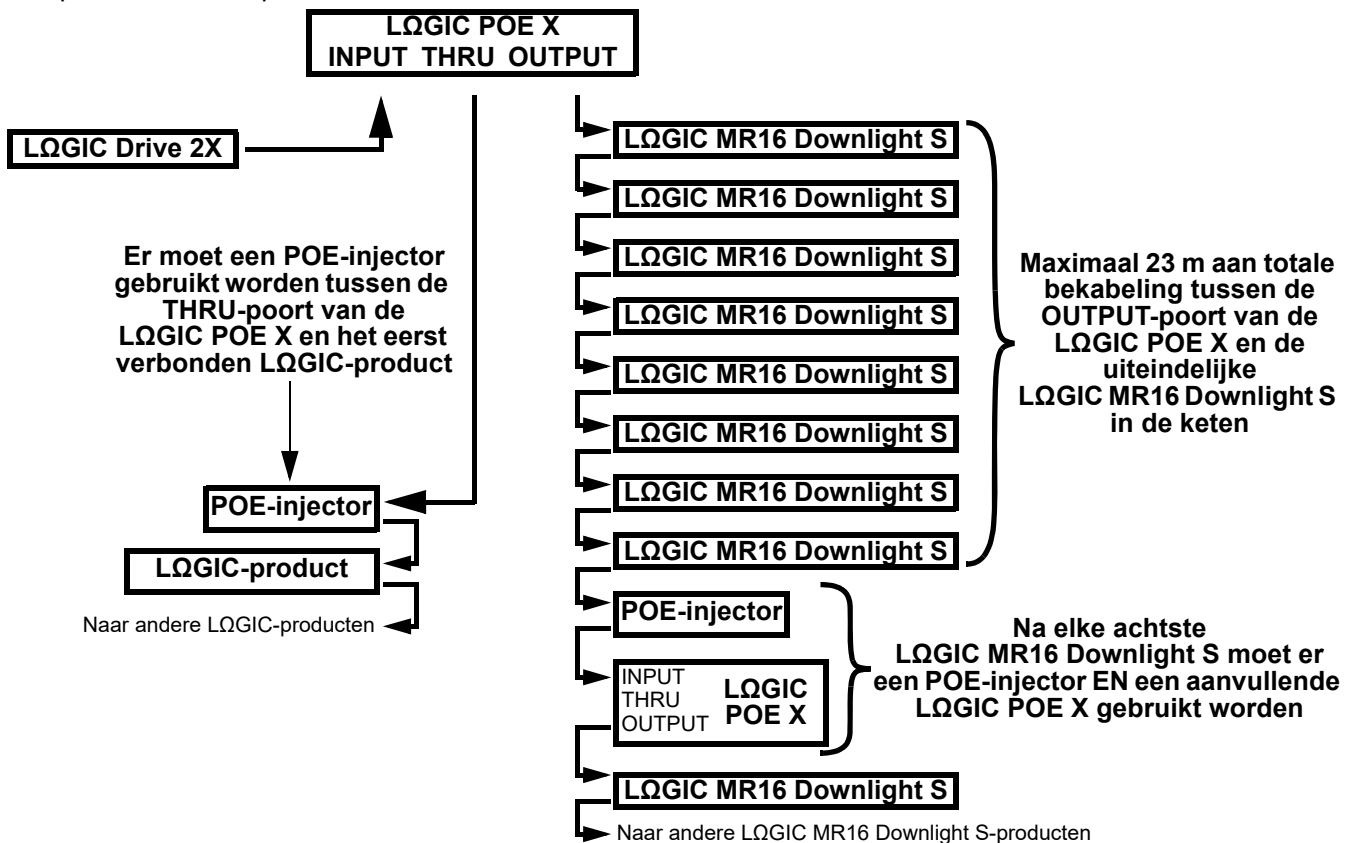 LΩGIC POE X
INPUT THRU OUTPUT
LΩGIC Drive 2X
Er moet een POE-injector
gebruikt worden tussen de
THRU-poort van de
LΩGIC POE X en het eerst
verbonden LΩGIC-product
POE-injector
LΩGIC-product
Naar andere LΩGIC-producten
LΩGIC MR16 Downlight S
LΩGIC MR16 Downlight S
LΩGIC MR16 Downlight S
LΩGIC MR16 Downlight S
LΩGIC MR16 Downlight S
LΩGIC MR16 Downlight S
LΩGIC MR16 Downlight S
LΩGIC MR16 Downlight S
Maximaal 23 m aan totale
bekabeling tussen de
OUTPUT-poort van de
LΩGIC POE X en de
uiteindelijke
LΩGIC MR16 Downlight S
in de keten
POE-injector
INPUT
THRU
OUTPUT
LΩGIC
POE X
Na elke achtste
LΩGIC MR16 Downlight S moet er
een POE-injector EN een aanvullende
LΩGIC POE X gebruikt worden
LΩGIC MR16 Downlight S
Naar andere LΩGIC MR16 Downlight S-producten